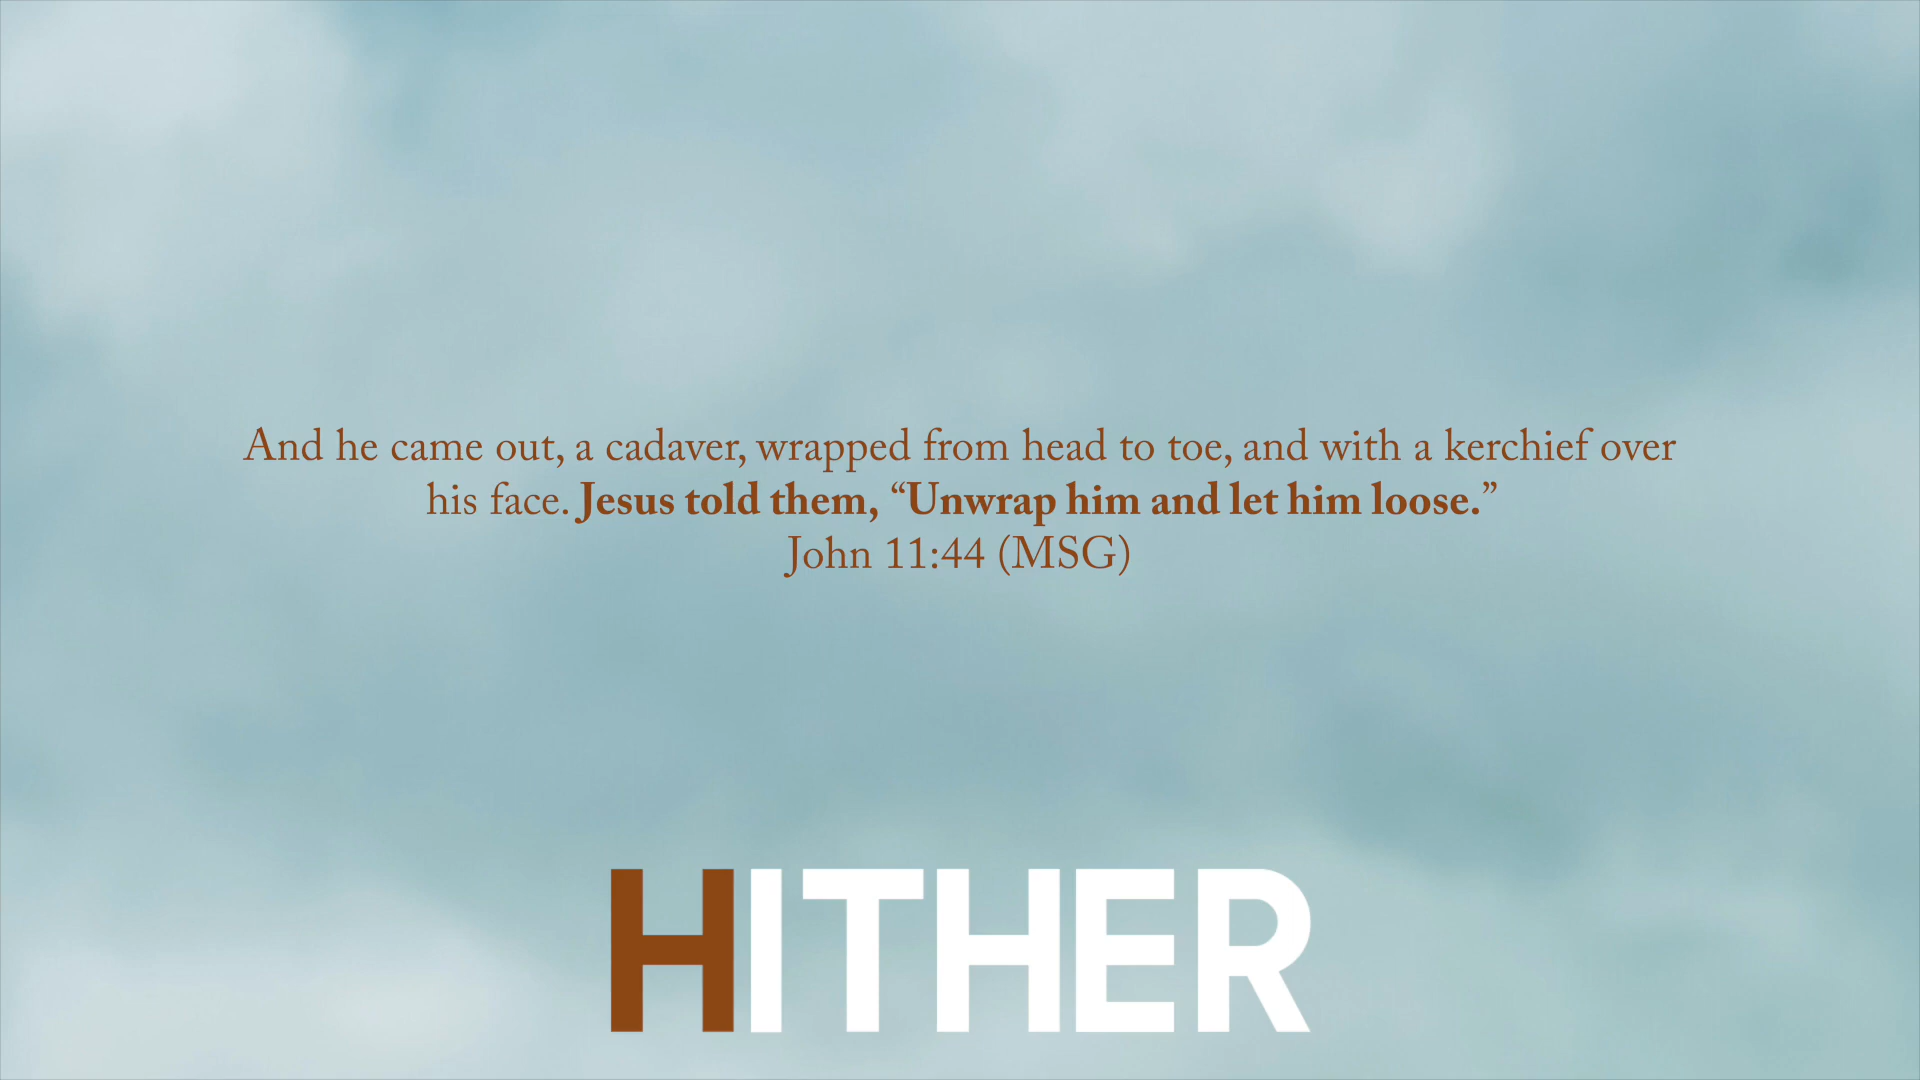 And he came out, a cadaver, wrapped from head to toe, and with a kerchief over
his face. Jesus told them, “Unwrap him and let him loose.”
John 11:44 (MSG)
HITHER